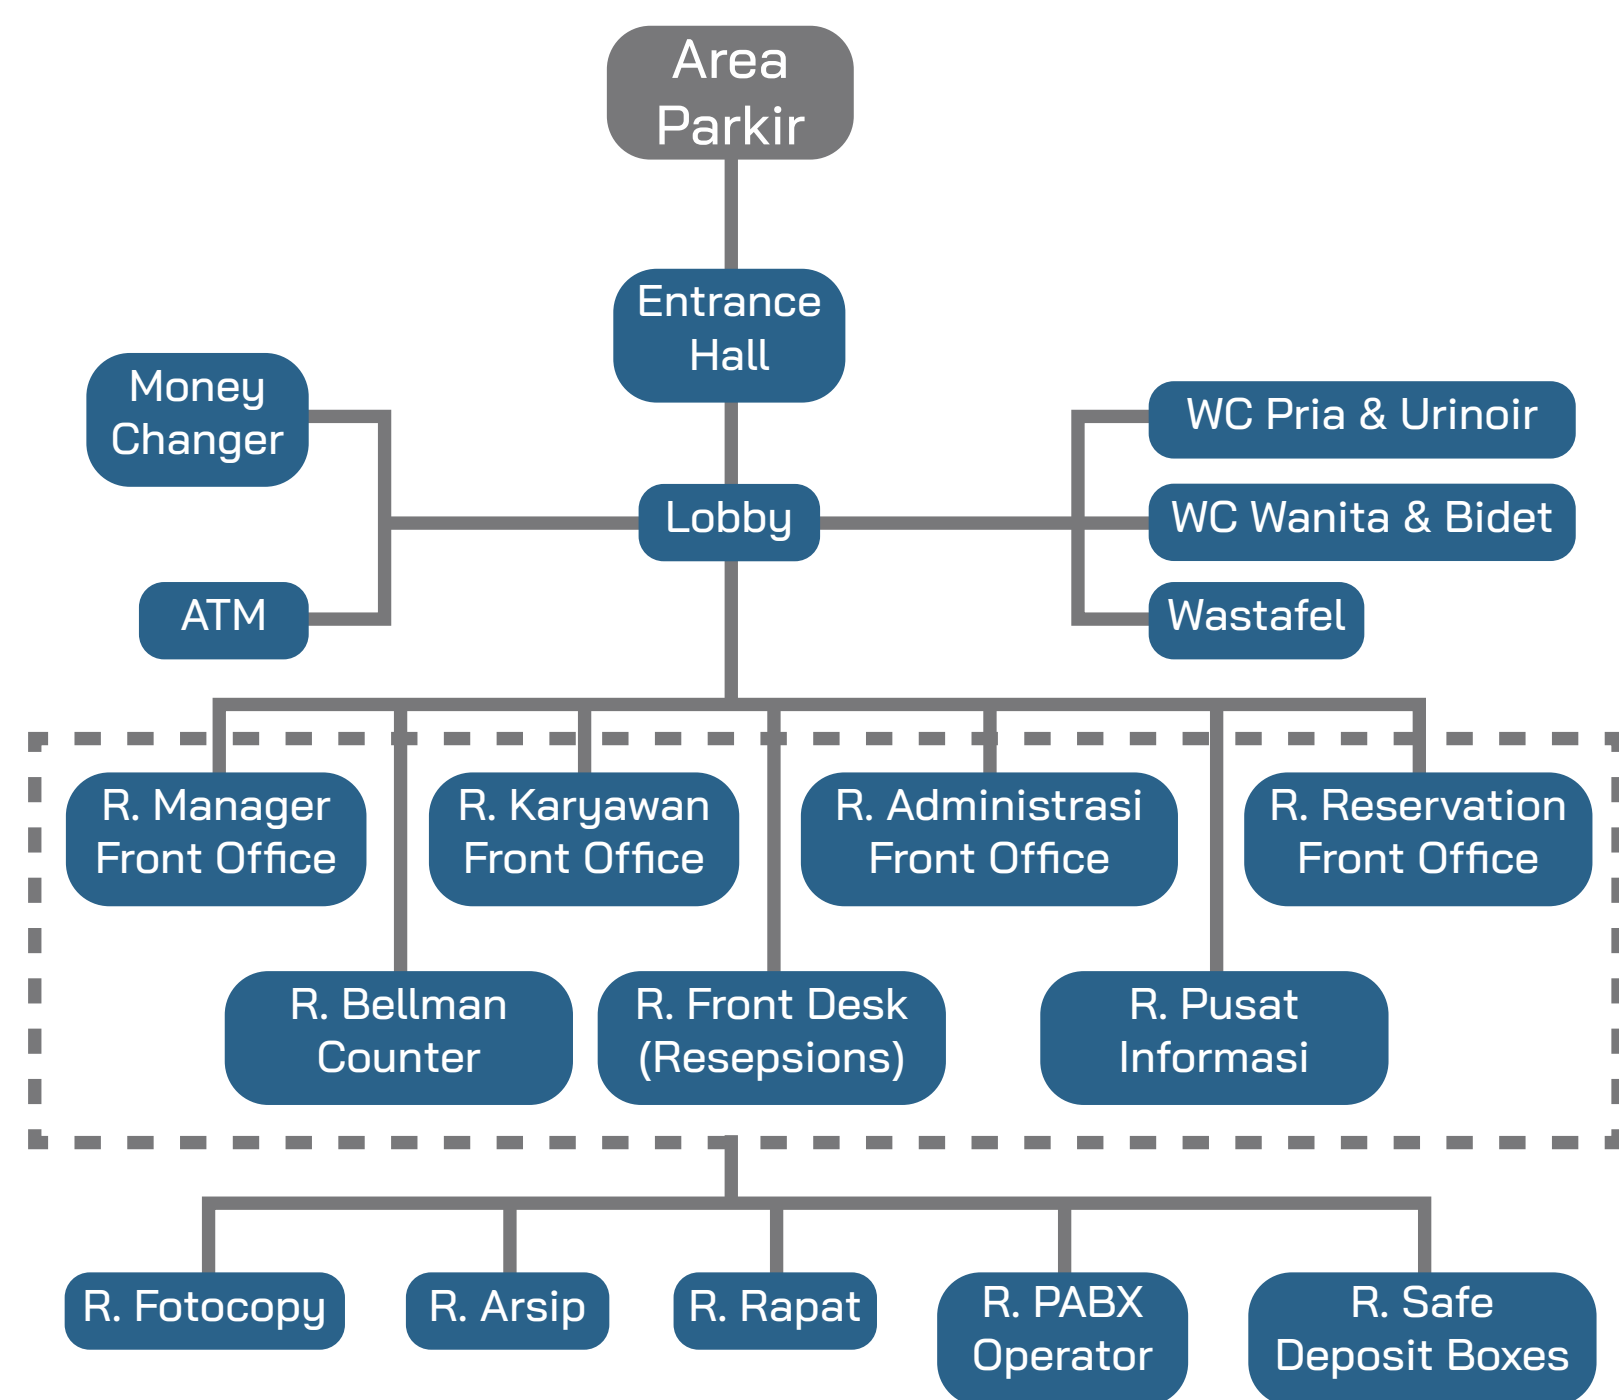 Area
Parkir
Entrance
Hall
Money
Changer
WC Pria & Urinoir
Lobby
WC Wanita & Bidet
ATM
Wastafel
R. Manager
Front Office
R. Karyawan
Front Office
R. Administrasi
Front Office
R. Reservation
Front Office
R. Bellman
Counter
R. Front Desk
(Resepsions)
R. Pusat
Informasi
R. Fotocopy
R. Arsip
R. Rapat
R. PABX
Operator
R. Safe
Deposit Boxes